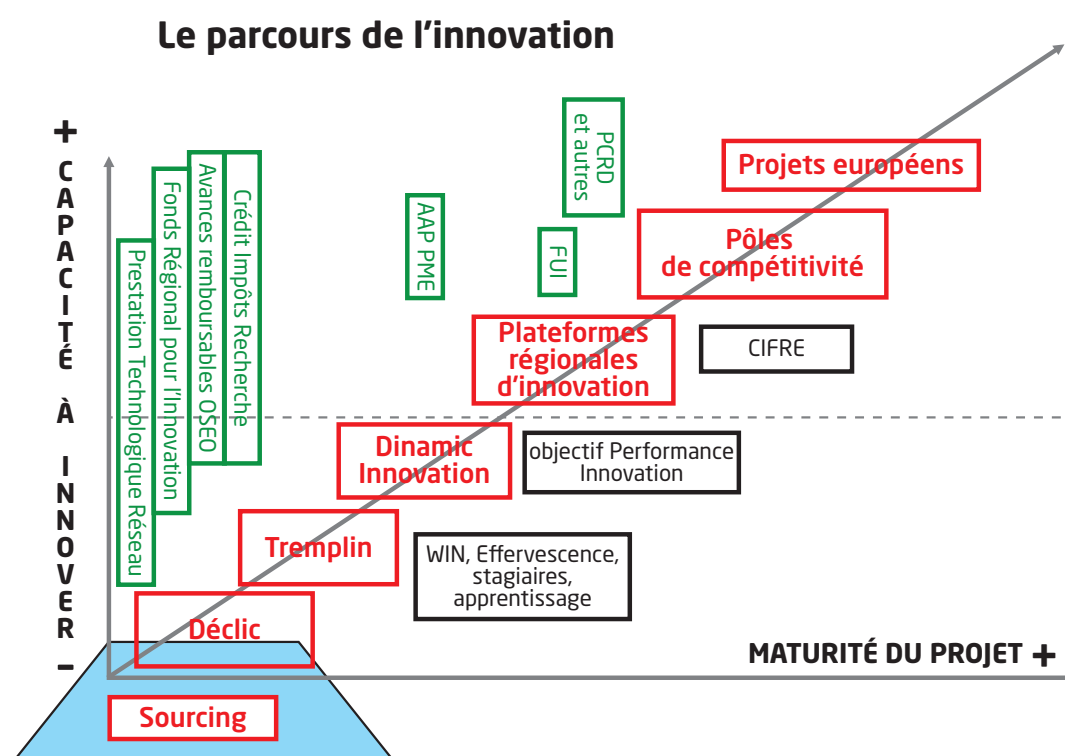 Le parcours de l'innovation
+
CAPACITÉ À INNOVER
-
Prestation Technologique Réseau
Fonds Régional pour l'Innovation
Avances remboursables OSEO
Crédit Impôts Recherche
AAP PME
FUI
PCRD
et autres
Projets européens
Pôles
de compétitivité
Plateformes
régionales
d'innovation
CIFRE
Dinamic
Innovation
objectif Performance
Innovation
Tremplin
WIN, Effervescence,
stagiaires,
apprentissage
Déclic
MATURITÉ DU PROJET +
Sourcing